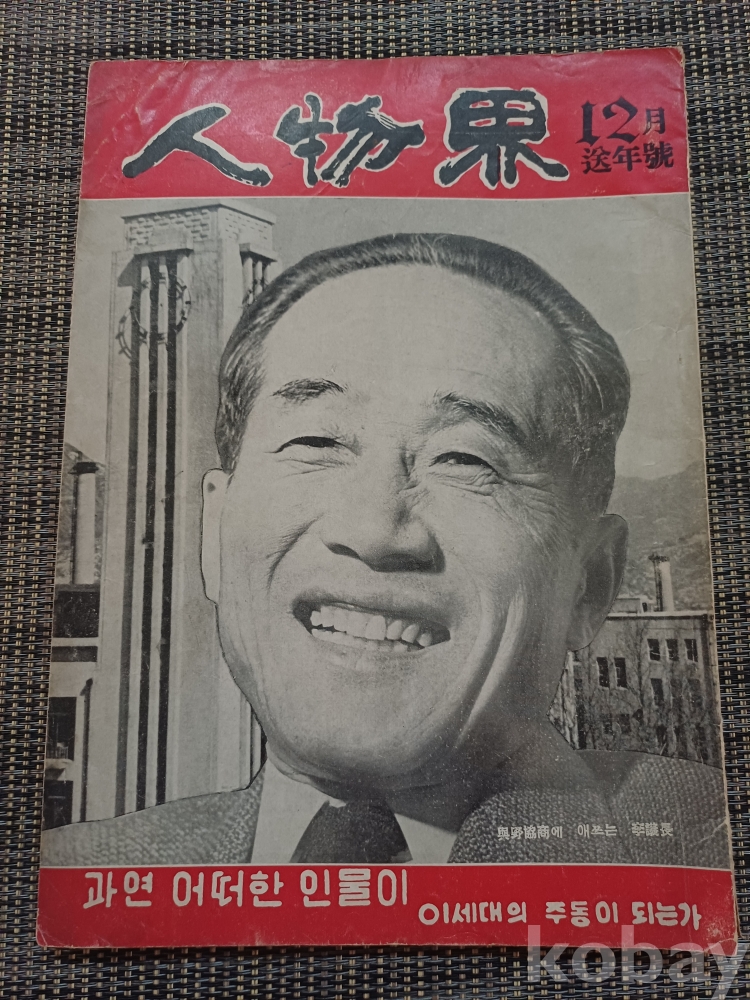 人物界
12月
送年號
與野協商에 애쓰는 李議長
과연 어떠한 인물이
이세대의 주동이 되는가
kobay